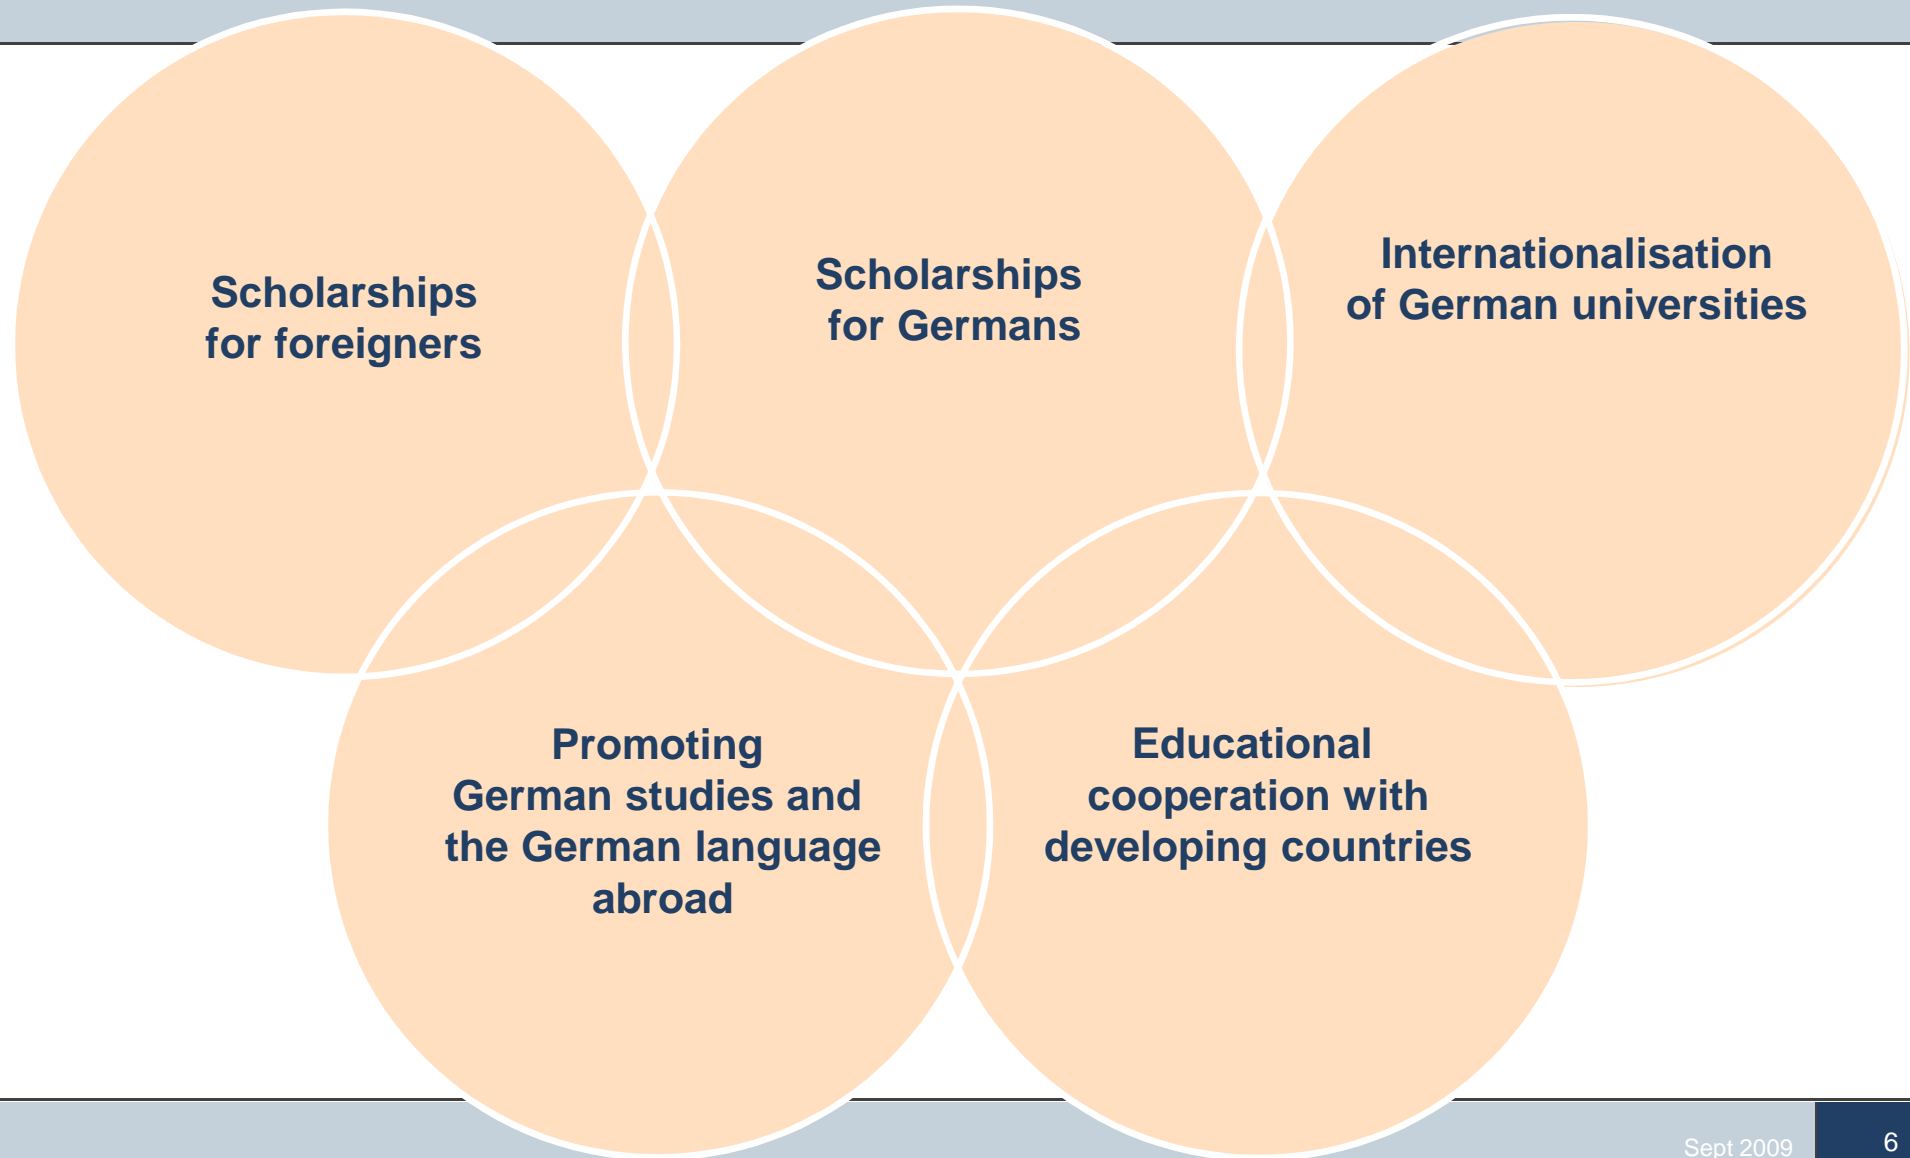 Scholarships
for foreigners
Scholarships
for Germans
Internationalisation
of German universities
Promoting
German studies and
the German language
abroad
Educational
cooperation with
developing countries
Sept 2009
6